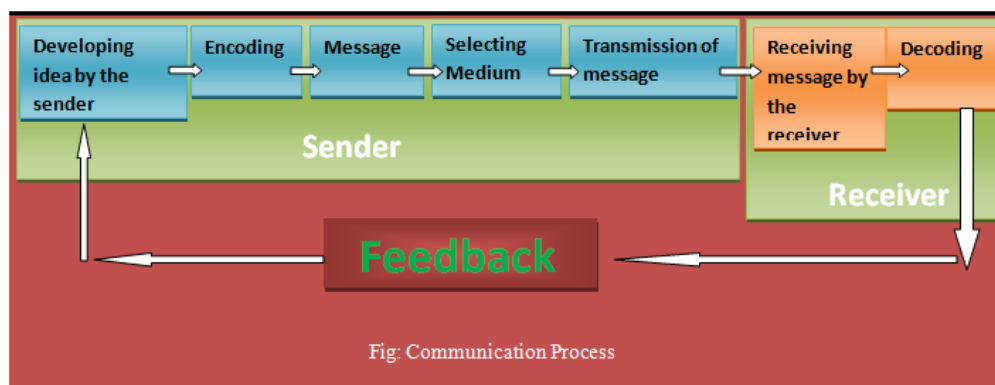 Developing
idea by the
sender
Encoding
Message
Selecting
Medium
Transmission of
message
Receiving
message by
the
receiver
Decoding
Sender
Receiver
Feedback
Fig: Communication Process